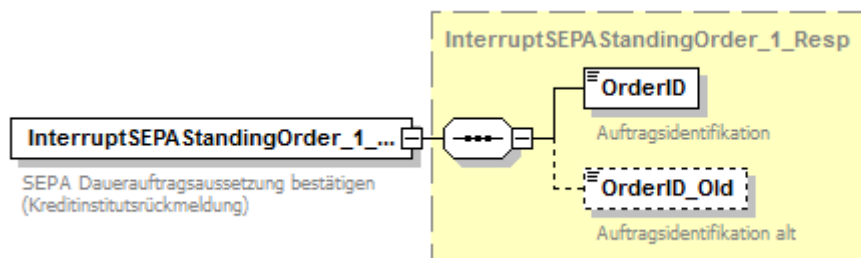 InterruptSEPAStandingOrder_1_Resp
OrderID
Auftragsidentifikation
InterruptSEPAStandingOrder_1_...
SEPA Dauerauftragsaussetzung bestätigen
(Kreditinstitutsrückmeldung)
OrderID_Old
Auftragsidentifikation alt